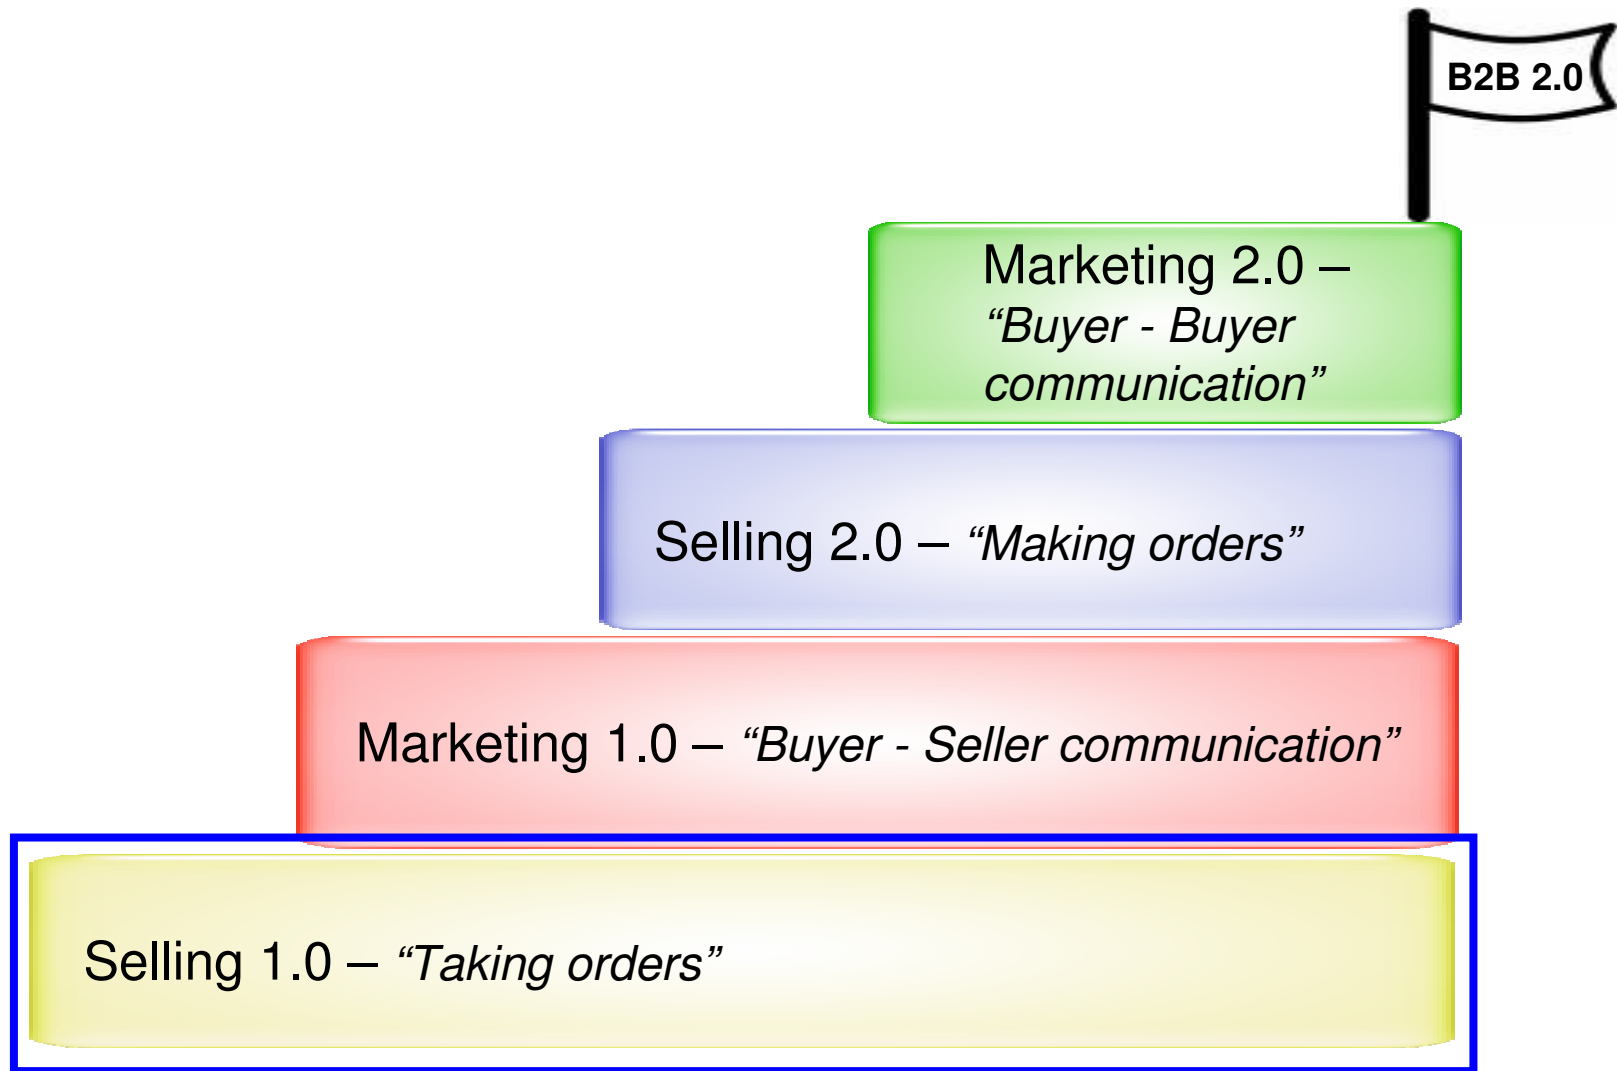 B2B 2.0
Marketing 2.0 –
“Buyer - Buyer
communication”
Selling 2.0 – “Making orders”
Marketing 1.0 – “Buyer - Seller communication”
Selling 1.0 – “Taking orders”